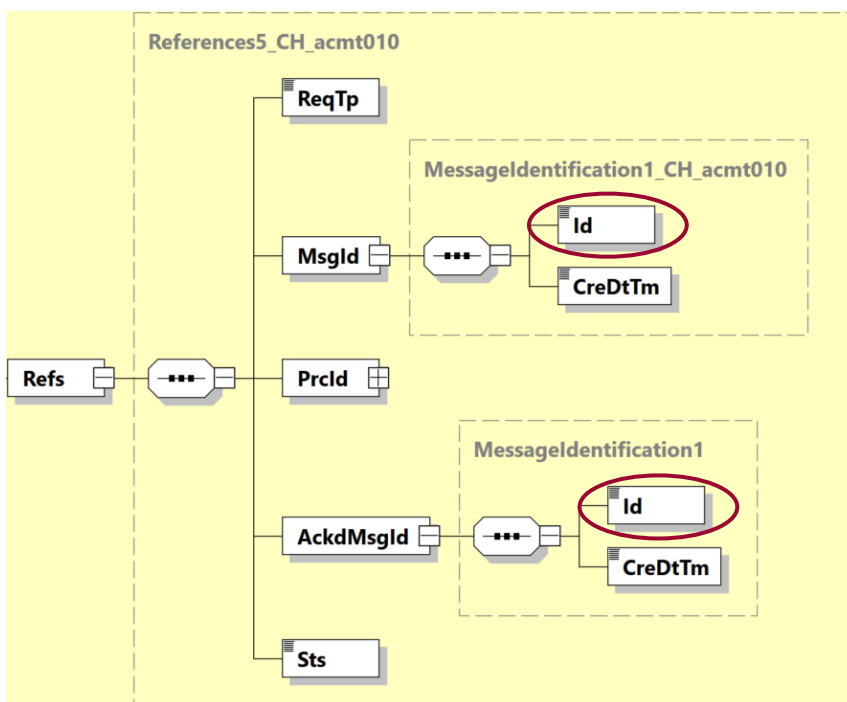 References5_CH_acmt010
ReqTp
MessageIdentification1_CH_acmt010
Id
MsgId
CreDtTm
Refs
PrcId
MessageIdentification1
Id
AckdMsgId
CreDtTm
Sts